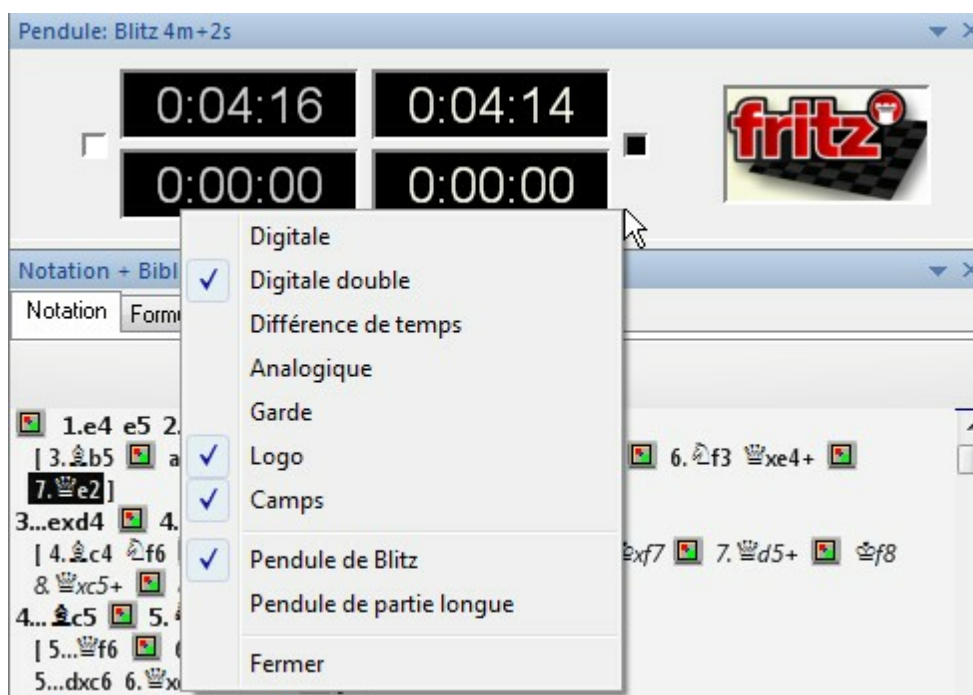 Pendule: Blitz 4m+2s
0:04:16 0:04:14
0:00:00 0:00:00
fritz
Digitale
Digitale double
Différence de temps
Analogique
Garde
Logo
Camps
Pendule de Blitz
Pendule de partie longue
Fermer
Notation + Bibl
Notation
1.e4 e5 2.
[ 3.♗b5 a 6.♘f3 ♕xe4+
7.♕e2 ]
3...exd4 4.
[ 4.♗c4 ♘f6 xf7 7.♕d5+ ♔f8
8.♕xc5+
4...♗c5 5.
[ 5...♕f6
5...dxc6 6.♕x